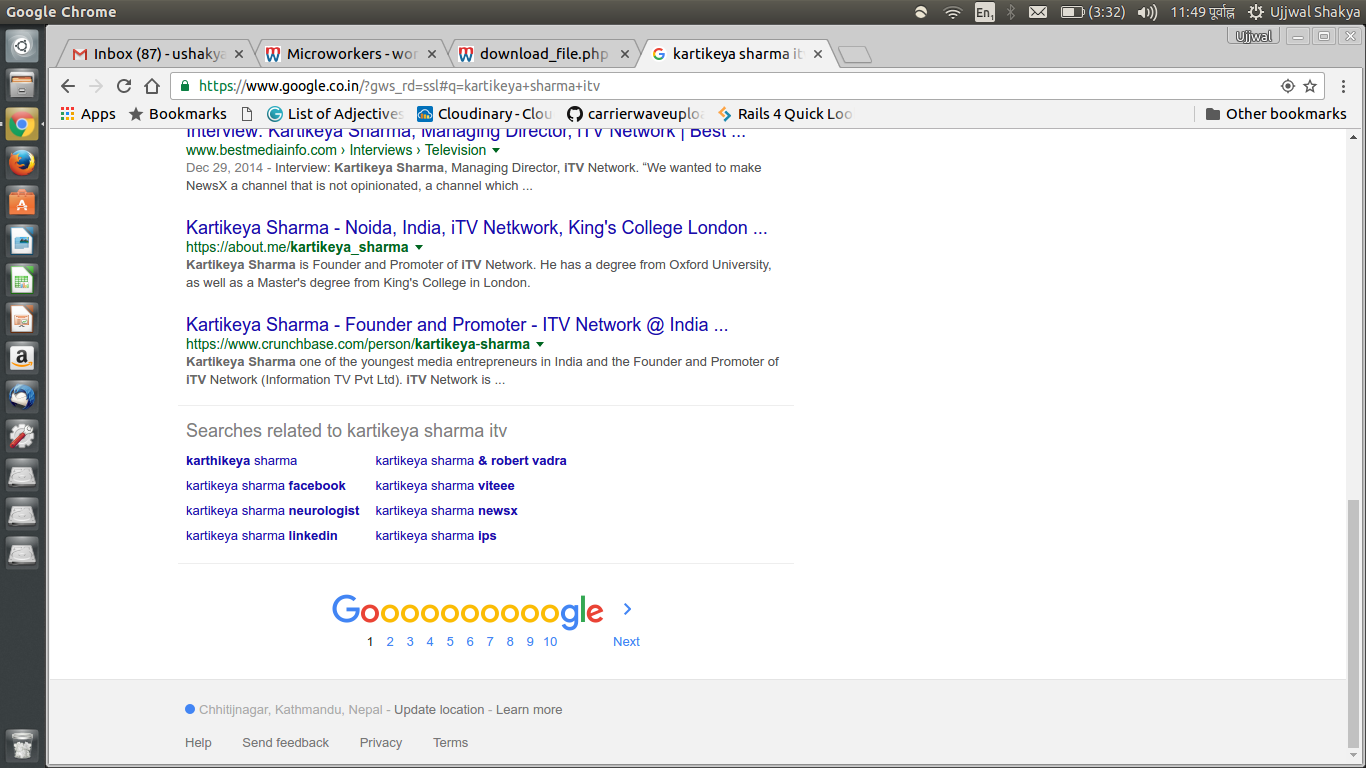 Google Chrome
En1
(3:32)
11:49 पूर्वाह्न
Ujjwal Shakya
Inbox (87) - ushakya
Microworkers - wor
download_file.php
kartikeya sharma it
Ujjwal
https://www.google.co.in/?gws_rd=ssl#q=kartikeya+sharma+itv
Apps
Bookmarks
List of Adjectives
Cloudinary - Clou
carrierwaveuploa
Rails 4 Quick Loo
Other bookmarks
Interview: Kartikeya Sharma, Managing Director, ITV Network | Best ...
www.bestmediainfo.com › Interviews › Television
Dec 29, 2014 - Interview: Kartikeya Sharma, Managing Director, ITV Network. “We wanted to make
NewsX a channel that is not opinionated, a channel which ...
Kartikeya Sharma - Noida, India, iTV Netkwork, King's College London ...
https://about.me/kartikeya_sharma
Kartikeya Sharma is Founder and Promoter of iTV Network. He has a degree from Oxford University,
as well as a Master's degree from King's College in London.
Kartikeya Sharma - Founder and Promoter - ITV Network @ India ...
https://www.crunchbase.com/person/kartikeya-sharma
Kartikeya Sharma one of the youngest media entrepreneurs in India and the Founder and Promoter of
iTV Network (Information TV Pvt Ltd). iTV Network is ...
Searches related to kartikeya sharma itv
karthikeya sharma
kartikeya sharma & robert vadra
kartikeya sharma facebook
kartikeya sharma viteee
kartikeya sharma neurologist
kartikeya sharma newsx
kartikeya sharma linkedin
kartikeya sharma ips
Goooooooooogle
1 2 3 4 5 6 7 8 9 10 Next
Chhitijnagar, Kathmandu, Nepal - Update location - Learn more
Help Send feedback Privacy Terms